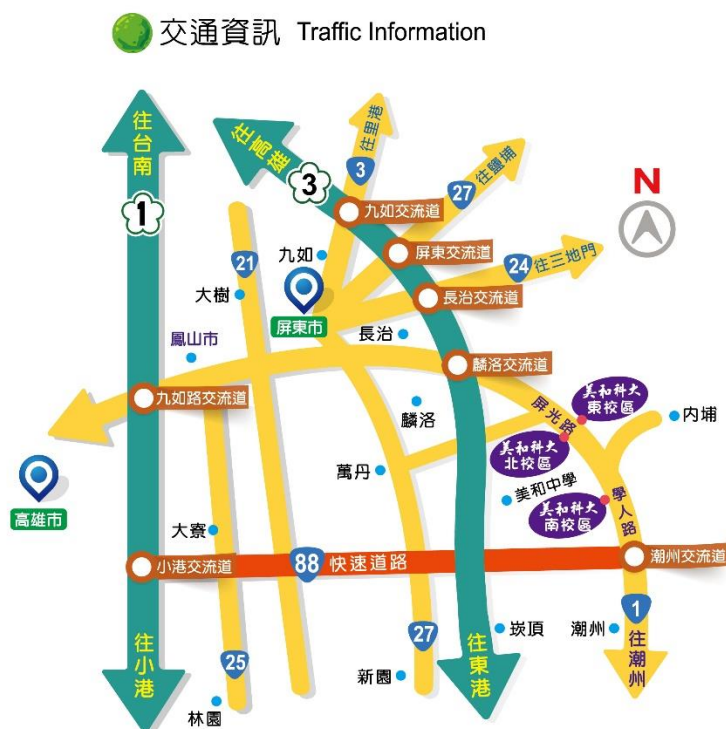 交通資訊 Traffic Information
往台南
往高雄
往里港
3
27
往鹽埔
N
1
3
九如交流道
21
九如
屏東交流道
24
往三地門
大樹
長治交流道
屏東市
鳳山市
長治
麟洛交流道
九如路交流道
屏光路
美和科大
東校區
麟洛
內埔
美和科大
北校區
萬丹
美和中學
美和科大
南校區
學人路
高雄市
大寮
小港交流道
88
快速道路
潮州交流道
1
往小港
27
往東港
崁頂
潮州
往潮州
25
新園
林園